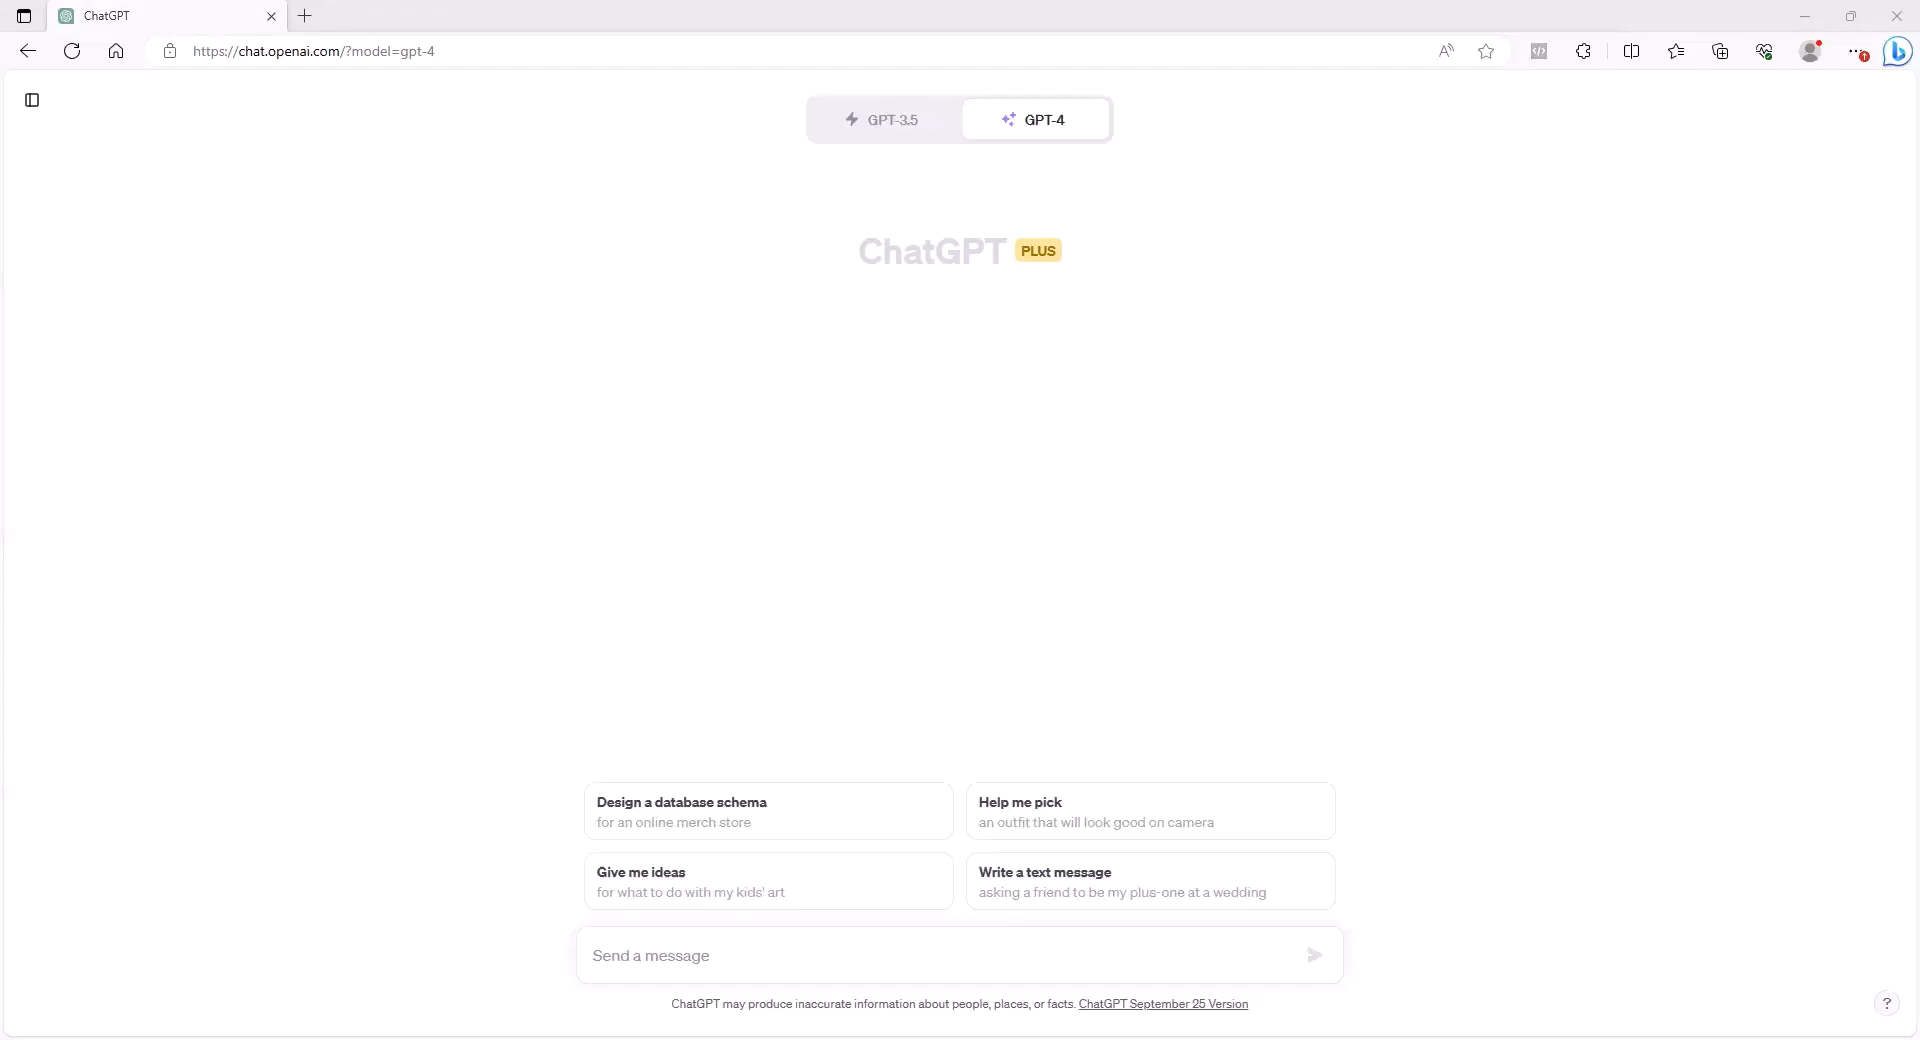 ChatGPT
https://chat.openai.com/?model=gpt-4
GPT-3.5
GPT-4
ChatGPT PLUS
Design a database schema
for an online merch store
Help me pick
an outfit that will look good on camera
Give me ideas
for what to do with my kids' art
Write a text message
asking a friend to be my plus-one at a wedding
Send a message
ChatGPT may produce inaccurate information about people, places, or facts. ChatGPT September 25 Version
?